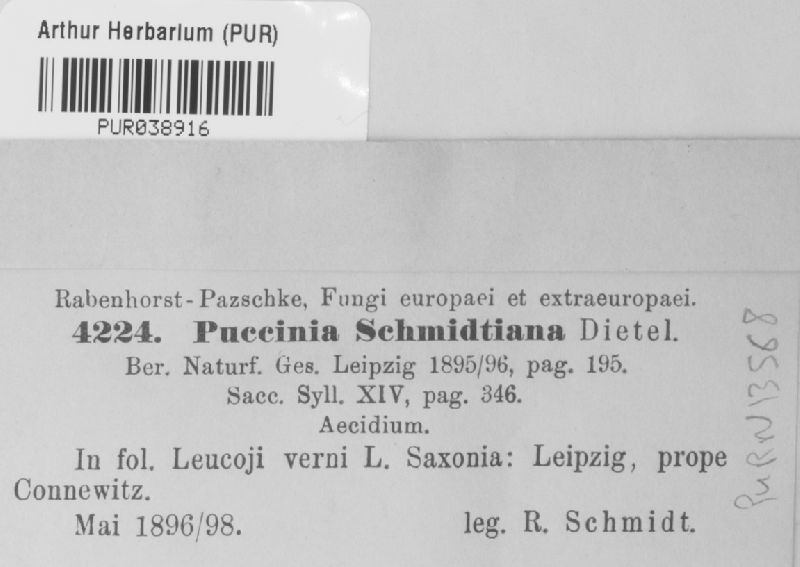 Arthur Herbarium (PUR)
PUR038916
Rabenhorst-Pazschke, Fungi europaei et extraeuropaei.
4224. Puccinia Schmidtiana Dietel.
Ber. Naturf. Ges. Leipzig 1895/96, pag. 195.
Sacc. Syll. XIV, pag. 346.
Aecidium.
In fol. Leucoji verni L. Saxonia: Leipzig, prope
Connewitz.
Mai 1896/98.
leg. R. Schmidt.
PURN13568